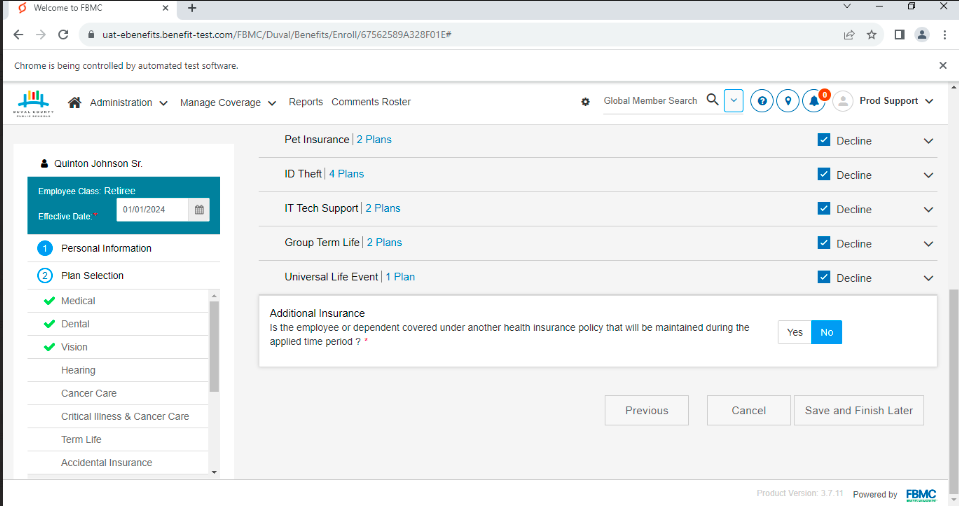 Welcome to FBMC
uat-ebenefits.benefit-test.com/FBMC/Duval/Benefits/Enroll/67562589A328F01E#
Chrome is being controlled by automated test software.
DUVAL COUNTY
PUBLIC SCHOOLS
Administration
Manage Coverage
Reports
Comments Roster
Global Member Search
0
Prod Support
Quinton Johnson Sr.
Employee Class: Retiree
Effective Date: * 01/01/2024
1 Personal Information
2 Plan Selection
Medical
Dental
Vision
Hearing
Cancer Care
Critical Illness & Cancer Care
Term Life
Accidental Insurance
Pet Insurance | 2 Plans Decline
ID Theft | 4 Plans Decline
IT Tech Support | 2 Plans Decline
Group Term Life | 2 Plans Decline
Universal Life Event | 1 Plan Decline
Additional Insurance
Is the employee or dependent covered under another health insurance policy that will be maintained during the
applied time period ? *
Yes No
Previous Cancel Save and Finish Later
Product Version: 3.7.11 Powered by FBMC